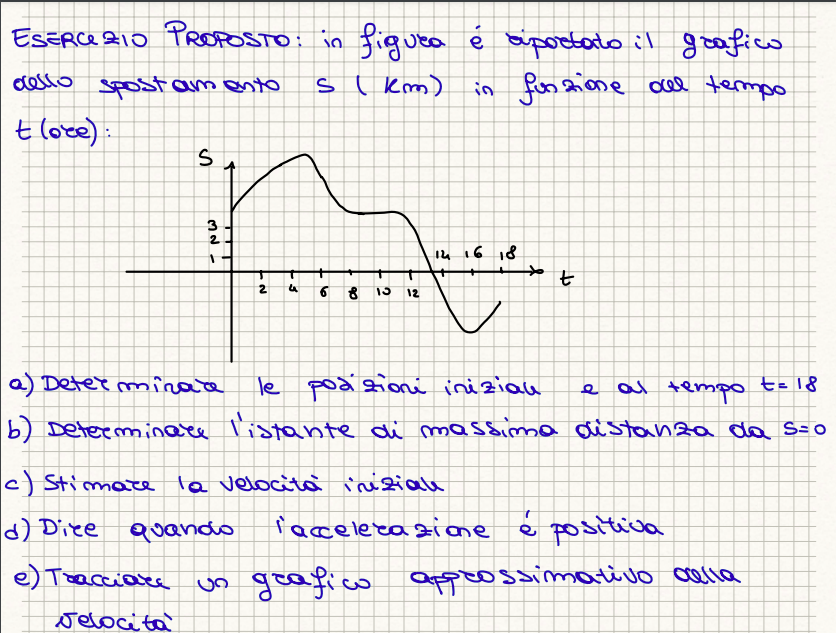 ESERCIZIO PROPOSTO: in figura é riportato il grafico
dello spostamento s (km) in funzione del tempo
t (ore):
S
3
2
1
14 16 18
2 4 6 8 10 12
t
a) Determinare le posizioni iniziali e al tempo t=18
b) Determinare l'istante di massima distanza da s=0
c) Stimare la velocitá iniziale
d) Dire quando l'accelerazione é positiva
e) Tracciare un grafico approssimativo della
velocitá